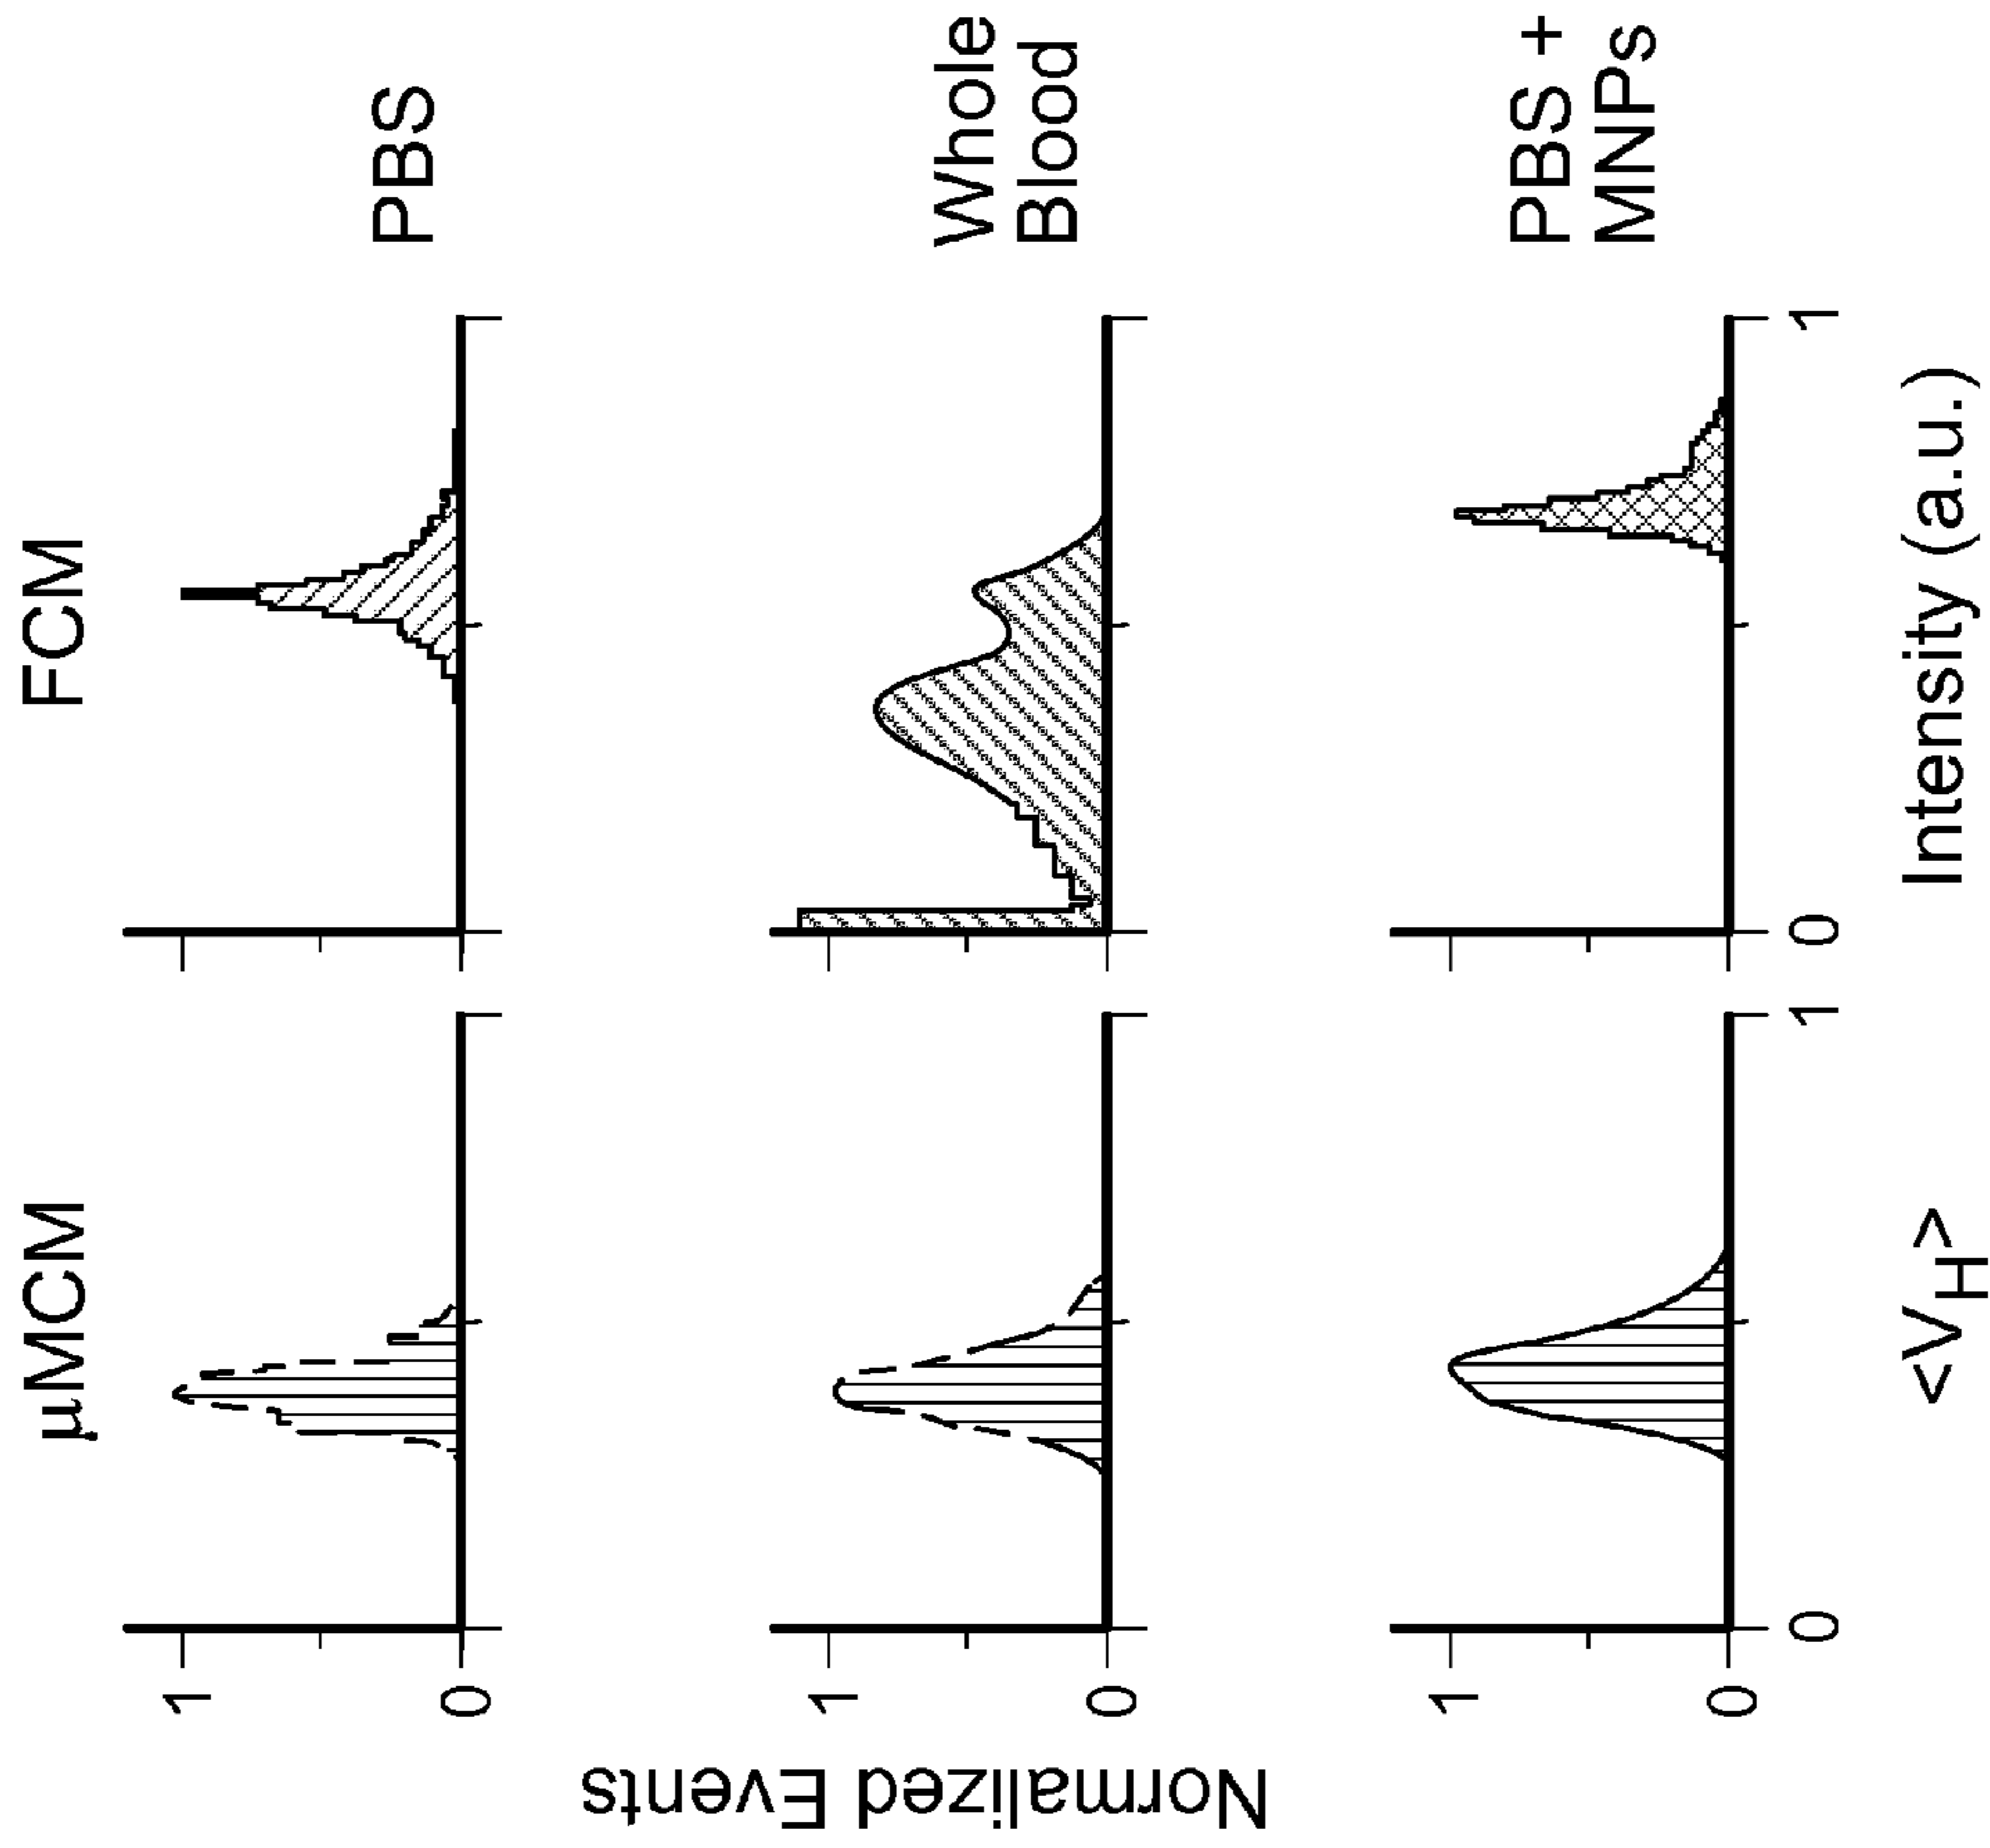 μMCM
FCM
1
0
PBS
Normalized Events
1
0
Whole
Blood
1
0
PBS +
MNPs
0 1
0 1
<V_H>
Intensity (a.u.)